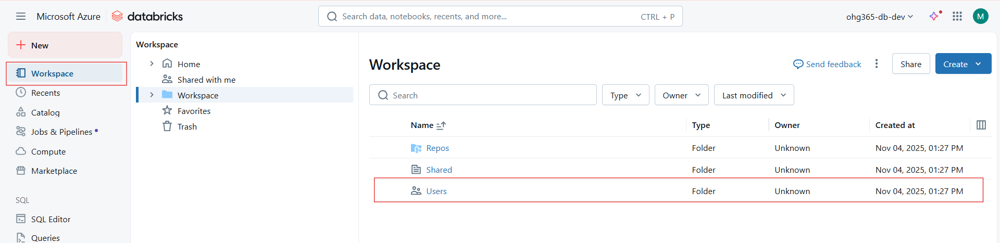 Microsoft Azure databricks Search data, notebooks, recents, and more... CTRL + P ohg365-db-dev M
New
Workspace
Recents
Catalog
Jobs & Pipelines
Compute
Marketplace
SQL
SQL Editor
Queries
Workspace
Home
Shared with me
Workspace
Favorites
Trash
Workspace Send feedback Share Create
Search Type Owner Last modified
Name Type Owner Created at
Repos Folder Unknown Nov 04, 2025, 01:27 PM
Shared Folder Unknown Nov 04, 2025, 01:27 PM
Users Folder Unknown Nov 04, 2025, 01:27 PM